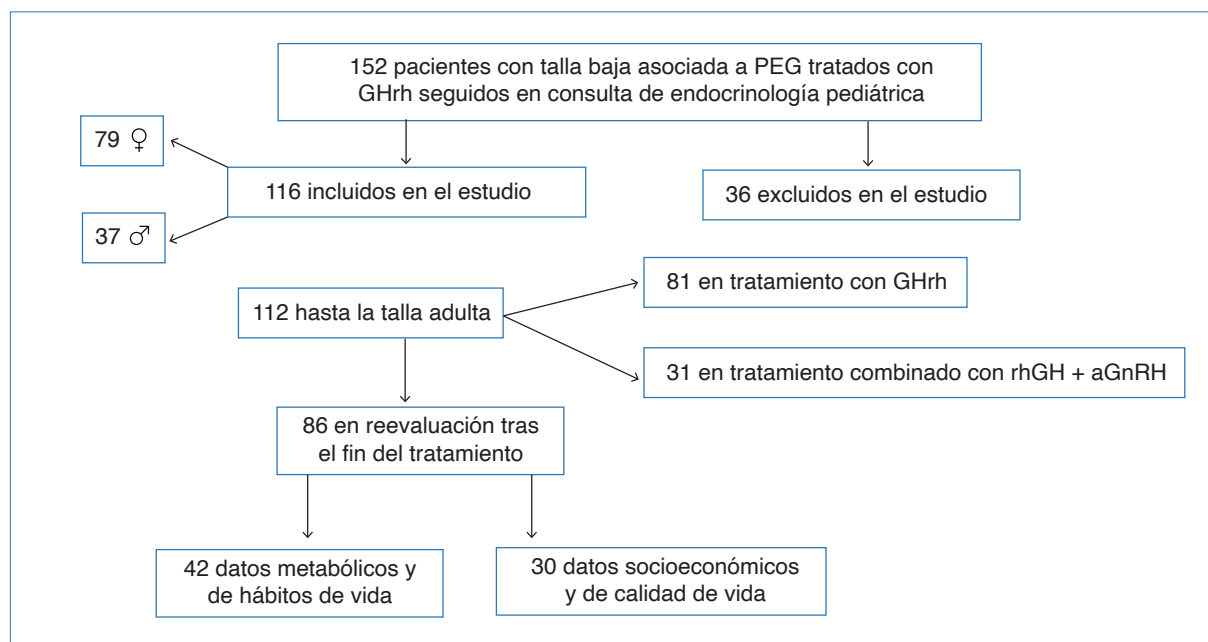 152 pacientes con talla baja asociada a PEG tratados con
GHrh seguidos en consulta de endocrinología pediátrica
79 ♀
116 incluidos en el estudio
36 excluidos en el estudio
37 ♂
81 en tratamiento con GHrh
112 hasta la talla adulta
31 en tratamiento combinado con rhGH + aGnRH
86 en reevaluación tras
el fin del tratamiento
42 datos metabólicos y
de hábitos de vida
30 datos socioeconómicos
y de calidad de vida